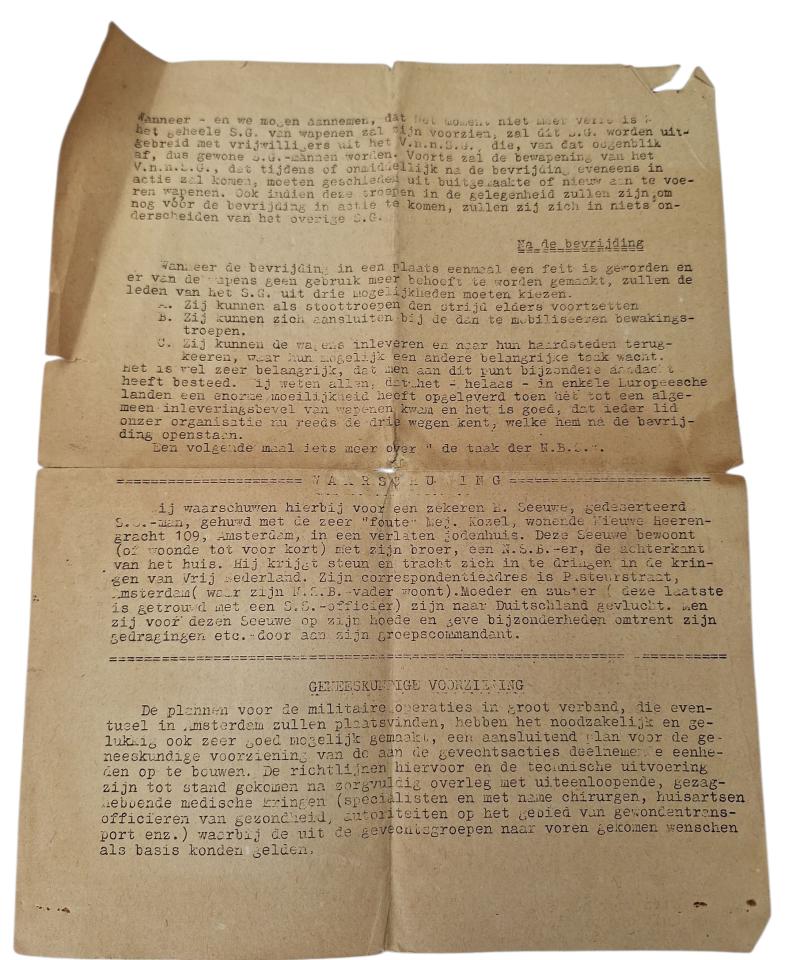 Wanneer - en we mogen aannemen, dat het moment niet meer verre is -
het geheele S.G. van wapenen zal zijn voorzien, zal dit S.G. worden uit-
gebreid met vrijwilligers uit het V.n.n.S.G., die, van dat oogenblik
af, dus gewone S.G.-mannen worden. Voorts zal de bewapening van het
V.n.n.S.G., dat tijdens of onmiddellijk na de bevrijding eveneens in
actie zal komen, moeten geschieden uit buitgemaakte of nieuw aan te voe-
ren wapenen. Ook indien deze troepen in de gelegenheid zullen zijn,om
nog vóór de bevrijding in actie te komen, zullen zij zich in niets on-
derscheiden van het overige S.G.
Na de bevrijding
Wanneer de bevrijding in een plaats eenmaal een feit is geworden en
er van de wapens geen gebruik meer behoeft te worden gemaakt, zullen de
leden van het S.G. uit drie mogelijkheden moeten kiezen.
A. Zij kunnen als stoottroepen den strijd elders voortzetten
B. Zij kunnen zich aansluiten bij de dan te mobiliseeren bewakings-
troepen.
C. Zij kunnen de wapens inleveren en naar hun haardsteden terug-
keeren, waar hun mogelijk een andere belangrijke taak wacht.
Het is wel zeer belangrijk, dat men aan dit punt bijzondere aandacht
heeft besteed. Wij weten allen, dat het - helaas - in enkele Europeesche
landen een enorme moeilijkheid heeft opgeleverd toen het tot een alge-
meen inleveringsbevel van wapenen kwam en het is goed, dat ieder lid
onzer organisatie nu reeds de drie wegen kent, welke hem na de bevrij-
ding openstaan.
Een volgende maal iets meer over " de taak der N.B.S.".
WAARSCHUWING
Wij waarschuwen hierbij voor een zekeren H. Seeuwe, gedeserteerd
S.S.-man, gehuwd met de zeer "foute" Mej. Kozel, wonende Nieuwe Heeren-
gracht 109, Amsterdam, in een verlaten jodenhuis. Deze Seeuwe bewoont
(of woonde tot voor kort) met zijn broer, een N.S.B.-er, de achterkant
van het huis. Hij krijgt steun en tracht zich in te dringen in de krin-
gen van Vrij Nederland. Zijn correspondentieadres is Pasteurstraat,
Amsterdam( waar zijn N.S.B.-vader woont).Moeder en zuster ( deze laatste
is getrouwd met een S.S.-officier) zijn naar Duitschland gevlucht. Men
zij voor dezen Seeuwe op zijn hoede en geve bijzonderheden omtrent zijn
gedragingen etc.-door aan zijn groepscommandant.
GENEESKUNDIGE VOORZIENING
De plannen voor de militaire operaties in groot verband, die even-
tueel in Amsterdam zullen plaatsvinden, hebben het noodzakelijk en ge-
lukkig ook zeer goed mogelijk gemaakt, een aansluitend plan voor de ge-
neeskundige voorziening van de aan de gevechtsacties deelnemende eenhe-
den op te bouwen. De richtlijnen hiervoor en de technische uitvoering
zijn tot stand gekomen na zorgvuldig overleg met uiteenloopende, gezag-
hebbende medische kringen (specialisten en met name chirurgen, huisartsen
officieren van gezondheid, autoriteiten op het gebied van gewondentrans-
port enz.) waarbij de uit de gevechtsgroepen naar voren gekomen wenschen
als basis konden gelden.